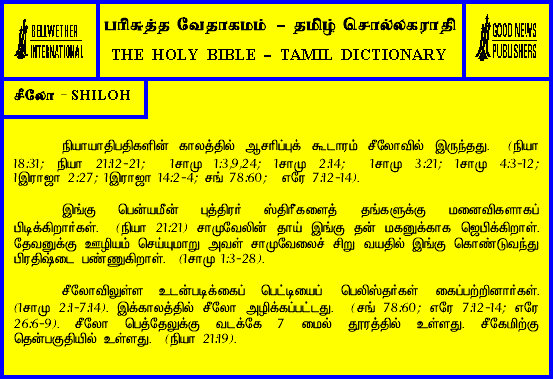 BELLWETHER
INTERNATIONAL
பரிசுத்த வேதாகமம் - தமிழ் சொல்லகராதி
THE HOLY BIBLE - TAMIL DICTIONARY
GOOD NEWS
PUBLISHERS
சீலோ - SHILOH
நியாயாதிபதிகளின் காலத்தில் ஆசரிப்புக் கூடாரம் சீலோவில் இருந்தது. (நியா
18:31; நியா 21:12-21; 1சாமு 1:3,9,24; 1சாமு 2:14; 1சாமு 3:21; 1சாமு 4:3-12;
1இராஜா 2:27; 1இராஜா 14:2-4; சங் 78:60; எரே 7:12-14).
இங்கு பென்யமீன் புத்திரர் ஸ்திரீகளைத் தங்களுக்கு மனைவிகளாகப்
பிடிக்கிறார்கள். (நியா 21:21) சாமுவேலின் தாய் இங்கு தன் மகனுக்காக ஜெபிக்கிறாள்.
தேவனுக்கு ஊழியம் செய்யுமாறு அவள் சாமுவேலைச் சிறு வயதில் இங்கு கொண்டுவந்து
பிரதிஷ்டை பண்ணுகிறாள். (1சாமு 1:3-28).
சீலோவிலுள்ள உடன்படிக்கைப் பெட்டியைப் பெலிஸ்தர்கள் கைப்பற்றினார்கள்.
(1சாமு 2:1-7:14). இக்காலத்தில் சீலோ அழிக்கப்பட்டது. (சங் 78:60; எரே 7:12-14; எரே
26:6-9). சீலோ பெத்தேலுக்கு வடக்கே 7 மைல் தூரத்தில் உள்ளது. சீகேமிற்கு
தென்பகுதியில் உள்ளது. (நியா 21:19).